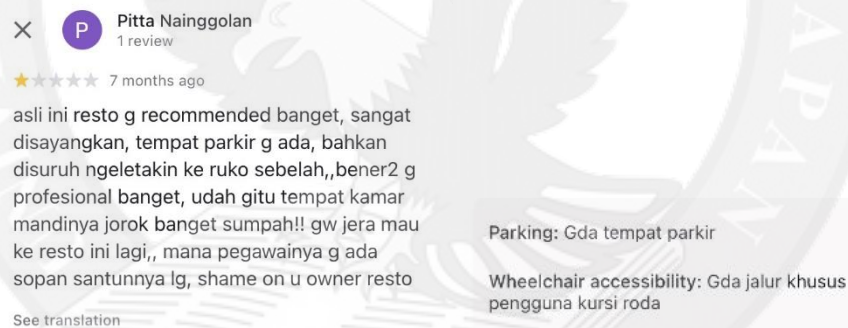 P
Pitta Nainggolan
1 review
7 months ago
asli ini resto g recommended banget, sangat
disayangkan, tempat parkir g ada, bahkan
disuruh ngeletakin ke ruko sebelah,,bener2 g
profesional banget, udah gitu tempat kamar
mandinya jorok banget sumpah!! gw jera mau
ke resto ini lagi,, mana pegawainya g ada
sopan santunnya lg, shame on u owner resto
See translation
Parking: Gda tempat parkir
Wheelchair accessibility: Gda jalur khusus
pengguna kursi roda
APAN